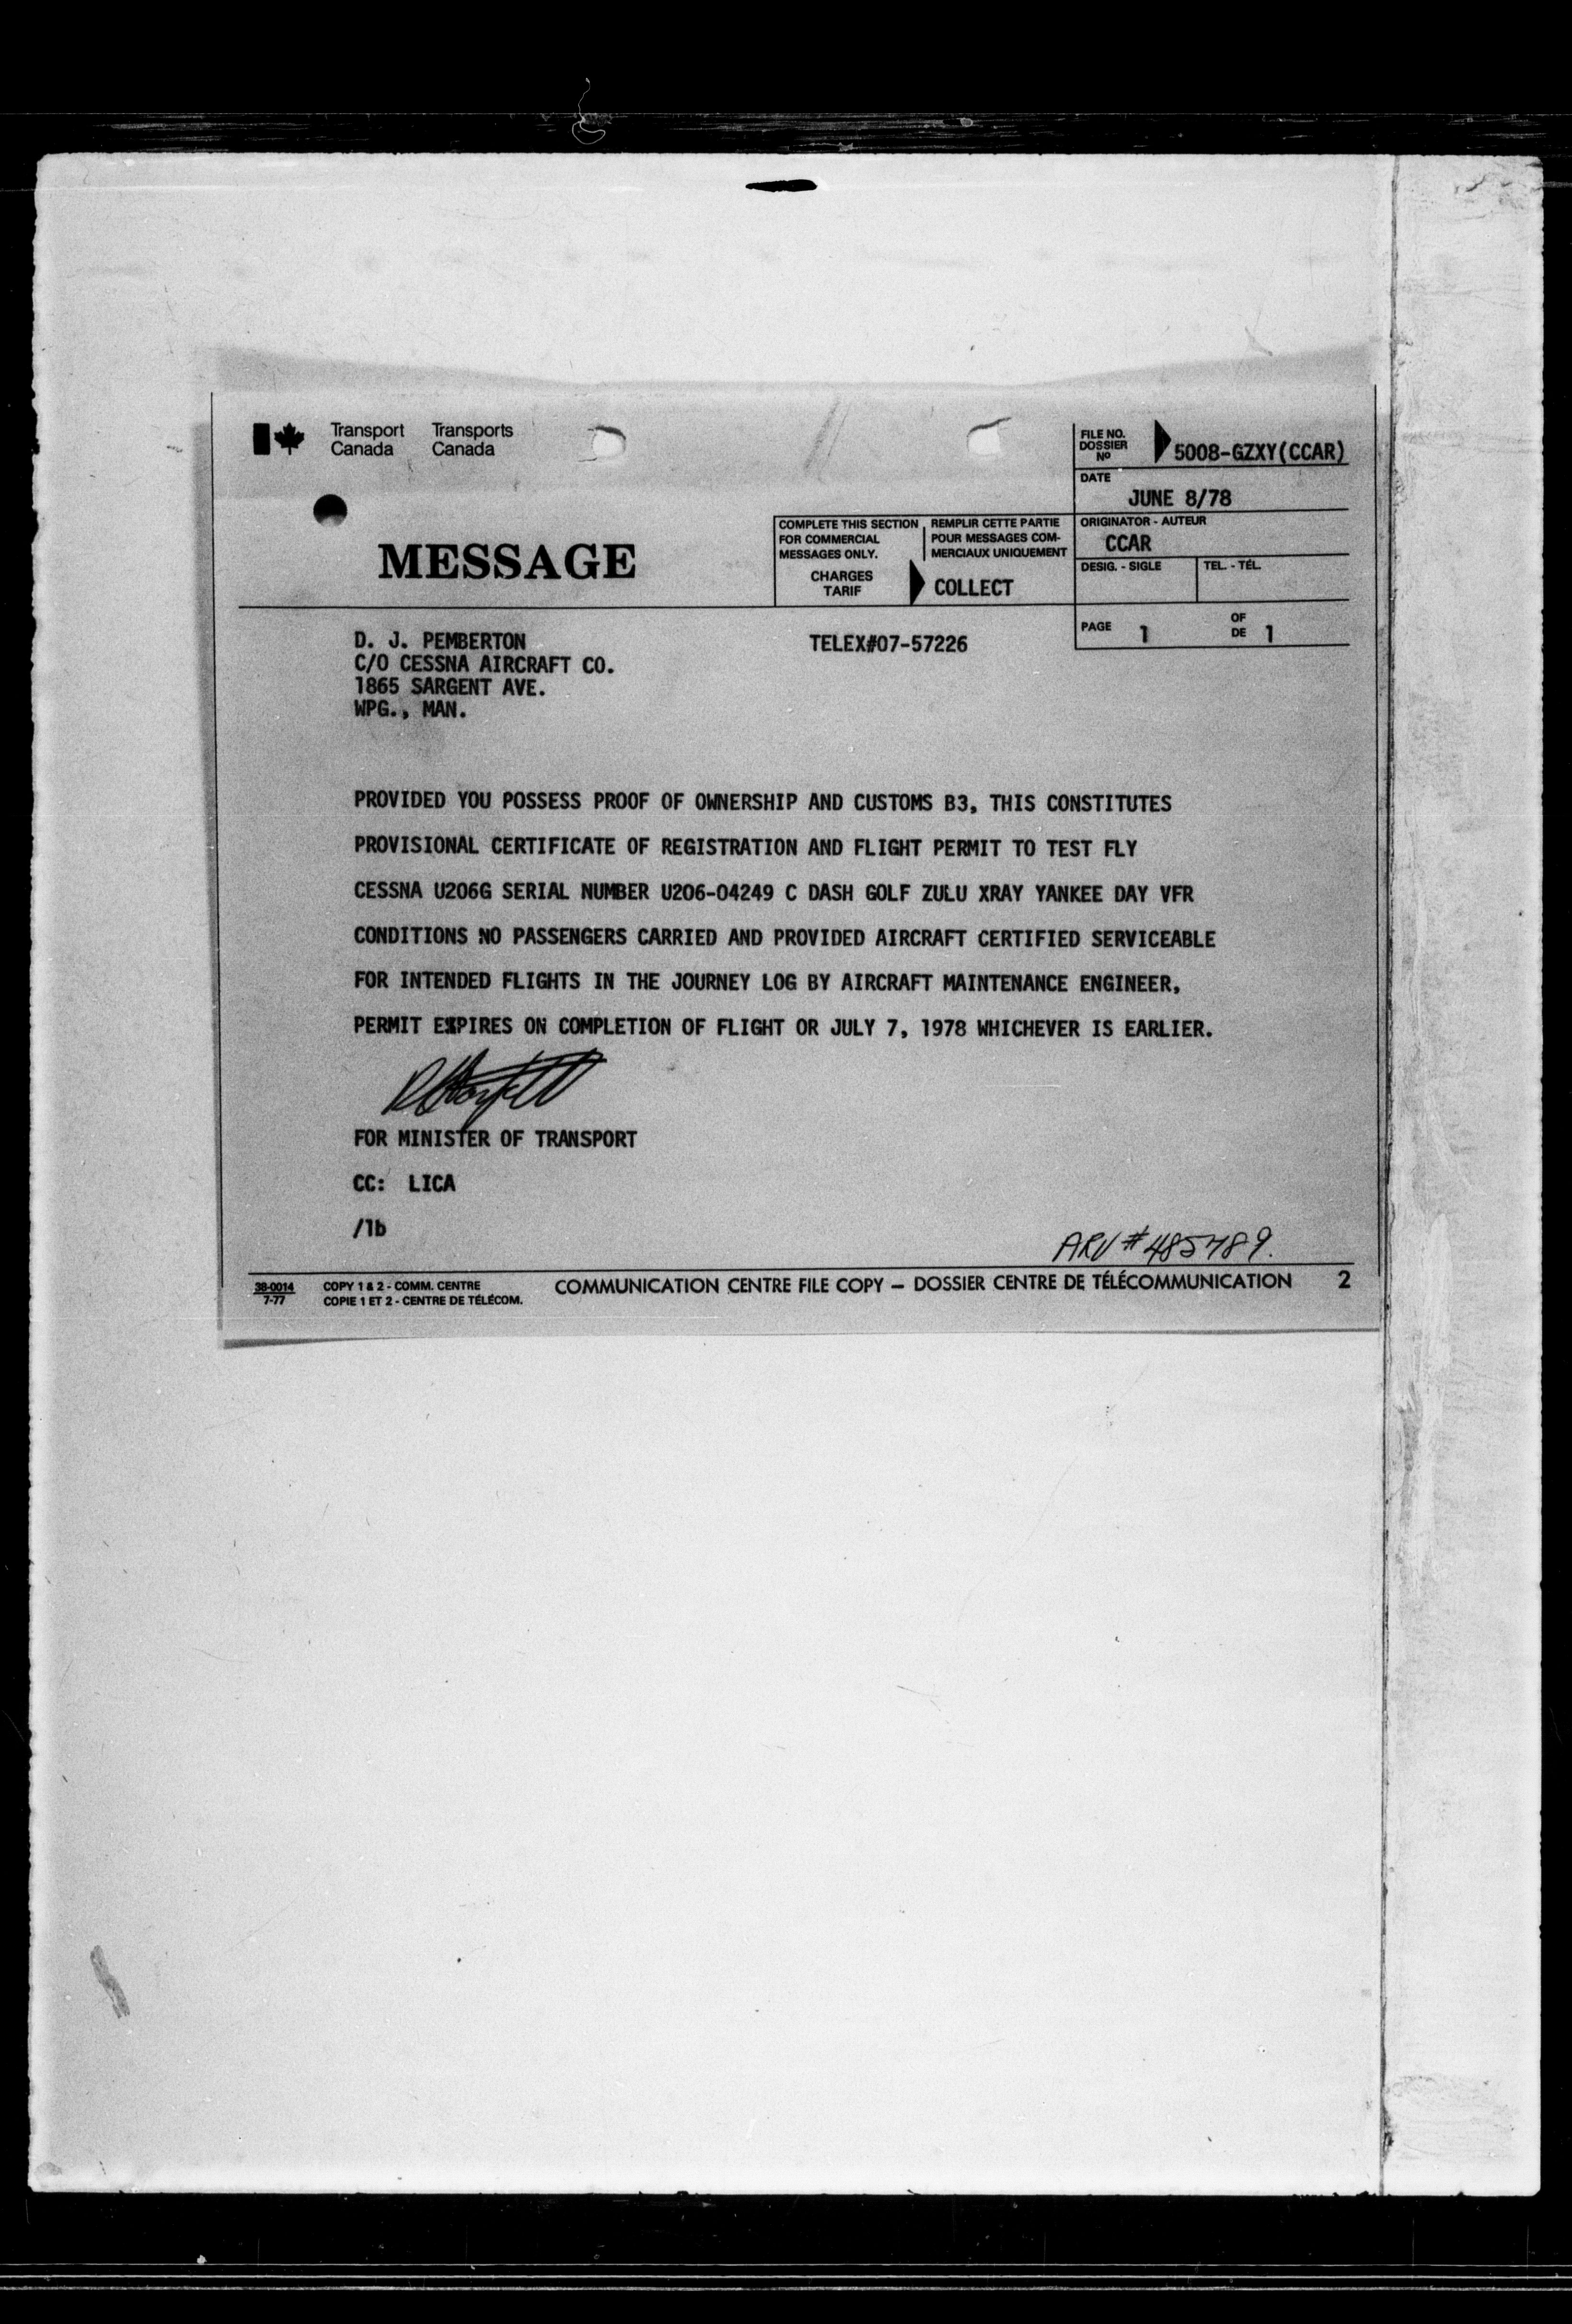 Transport Canada
Transports Canada
FILE NO.
DOSSIER
Nº
5008-GZXY(CCAR)
DATE
JUNE 8/78
MESSAGE
COMPLETE THIS SECTION
FOR COMMERCIAL
MESSAGES ONLY.
REMPLIR CETTE PARTIE
POUR MESSAGES COM-
MERCIAUX UNIQUEMENT
CHARGES
TARIF
COLLECT
ORIGINATOR - AUTEUR
CCAR
DESIG. - SIGLE
TEL. - TÉL.
PAGE 1 OF DE 1
D. J. PEMBERTON
C/O CESSNA AIRCRAFT CO.
1865 SARGENT AVE.
WPG., MAN.
TELEX#07-57226
PROVIDED YOU POSSESS PROOF OF OWNERSHIP AND CUSTOMS B3, THIS CONSTITUTES
PROVISIONAL CERTIFICATE OF REGISTRATION AND FLIGHT PERMIT TO TEST FLY
CESSNA U206G SERIAL NUMBER U206-04249 C DASH GOLF ZULU XRAY YANKEE DAY VFR
CONDITIONS NO PASSENGERS CARRIED AND PROVIDED AIRCRAFT CERTIFIED SERVICEABLE
FOR INTENDED FLIGHTS IN THE JOURNEY LOG BY AIRCRAFT MAINTENANCE ENGINEER,
PERMIT EXPIRES ON COMPLETION OF FLIGHT OR JULY 7, 1978 WHICHEVER IS EARLIER.
FOR MINISTER OF TRANSPORT
CC: LICA
/lb
ARV #485789.
38-0014
7-77
COPY 1 & 2 - COMM. CENTRE
COPIE 1 ET 2 - CENTRE DE TÉLÉCOM.
COMMUNICATION CENTRE FILE COPY – DOSSIER CENTRE DE TÉLÉCOMMUNICATION 2